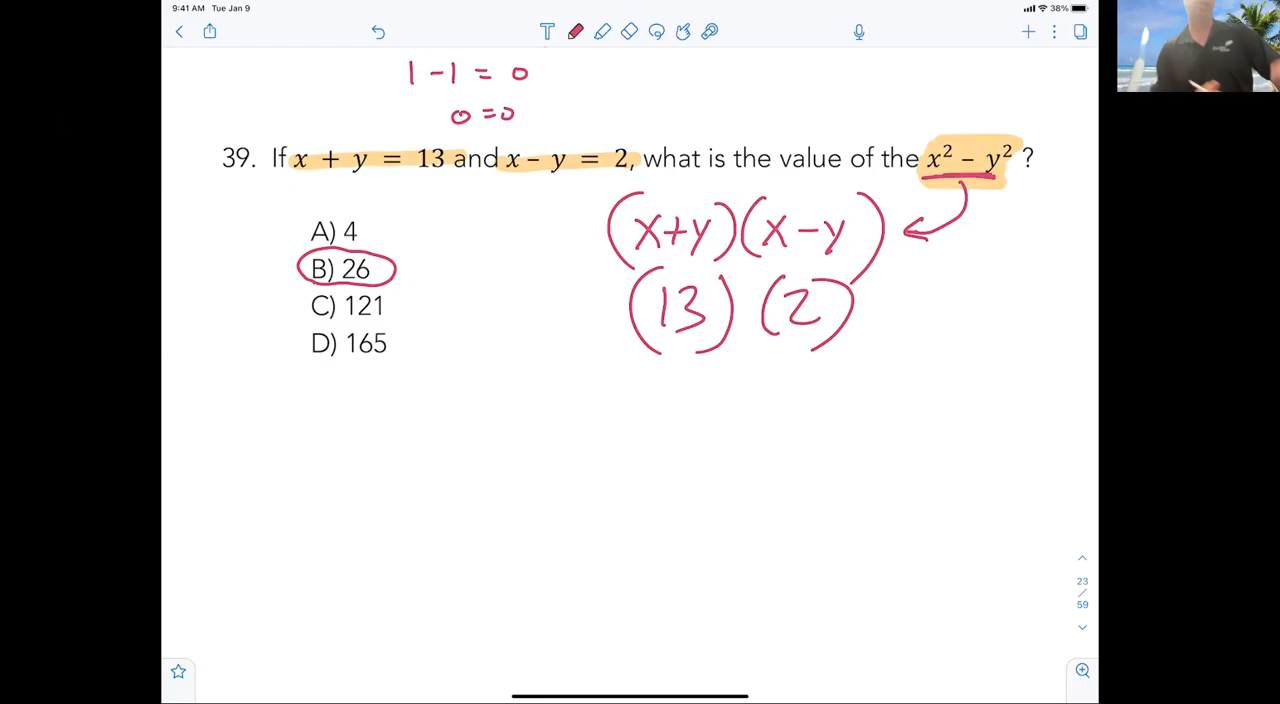 9:41 AM Tue Jan 9
38%
T
1 - 1 = 0
0 = 0
39. If x + y = 13 and x – y = 2, what is the value of the x² – y² ?
(x+y)(x-y)
A) 4
B) 26
(13) (2)
C) 121
D) 165
23
/
59